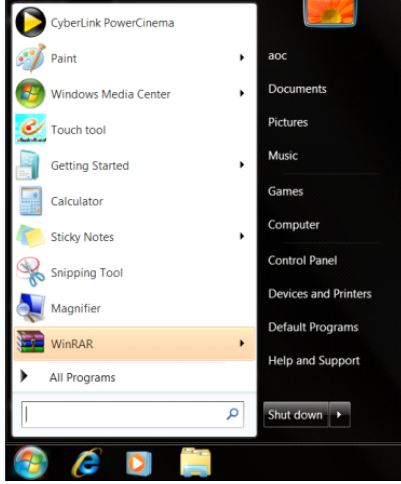 CyberLink PowerCinema
Paint
Windows Media Center
Touch tool
Getting Started
Calculator
Sticky Notes
Snipping Tool
Magnifier
WinRAR
All Programs
aoc
Documents
Pictures
Music
Games
Computer
Control Panel
Devices and Printers
Default Programs
Help and Support
Shut down